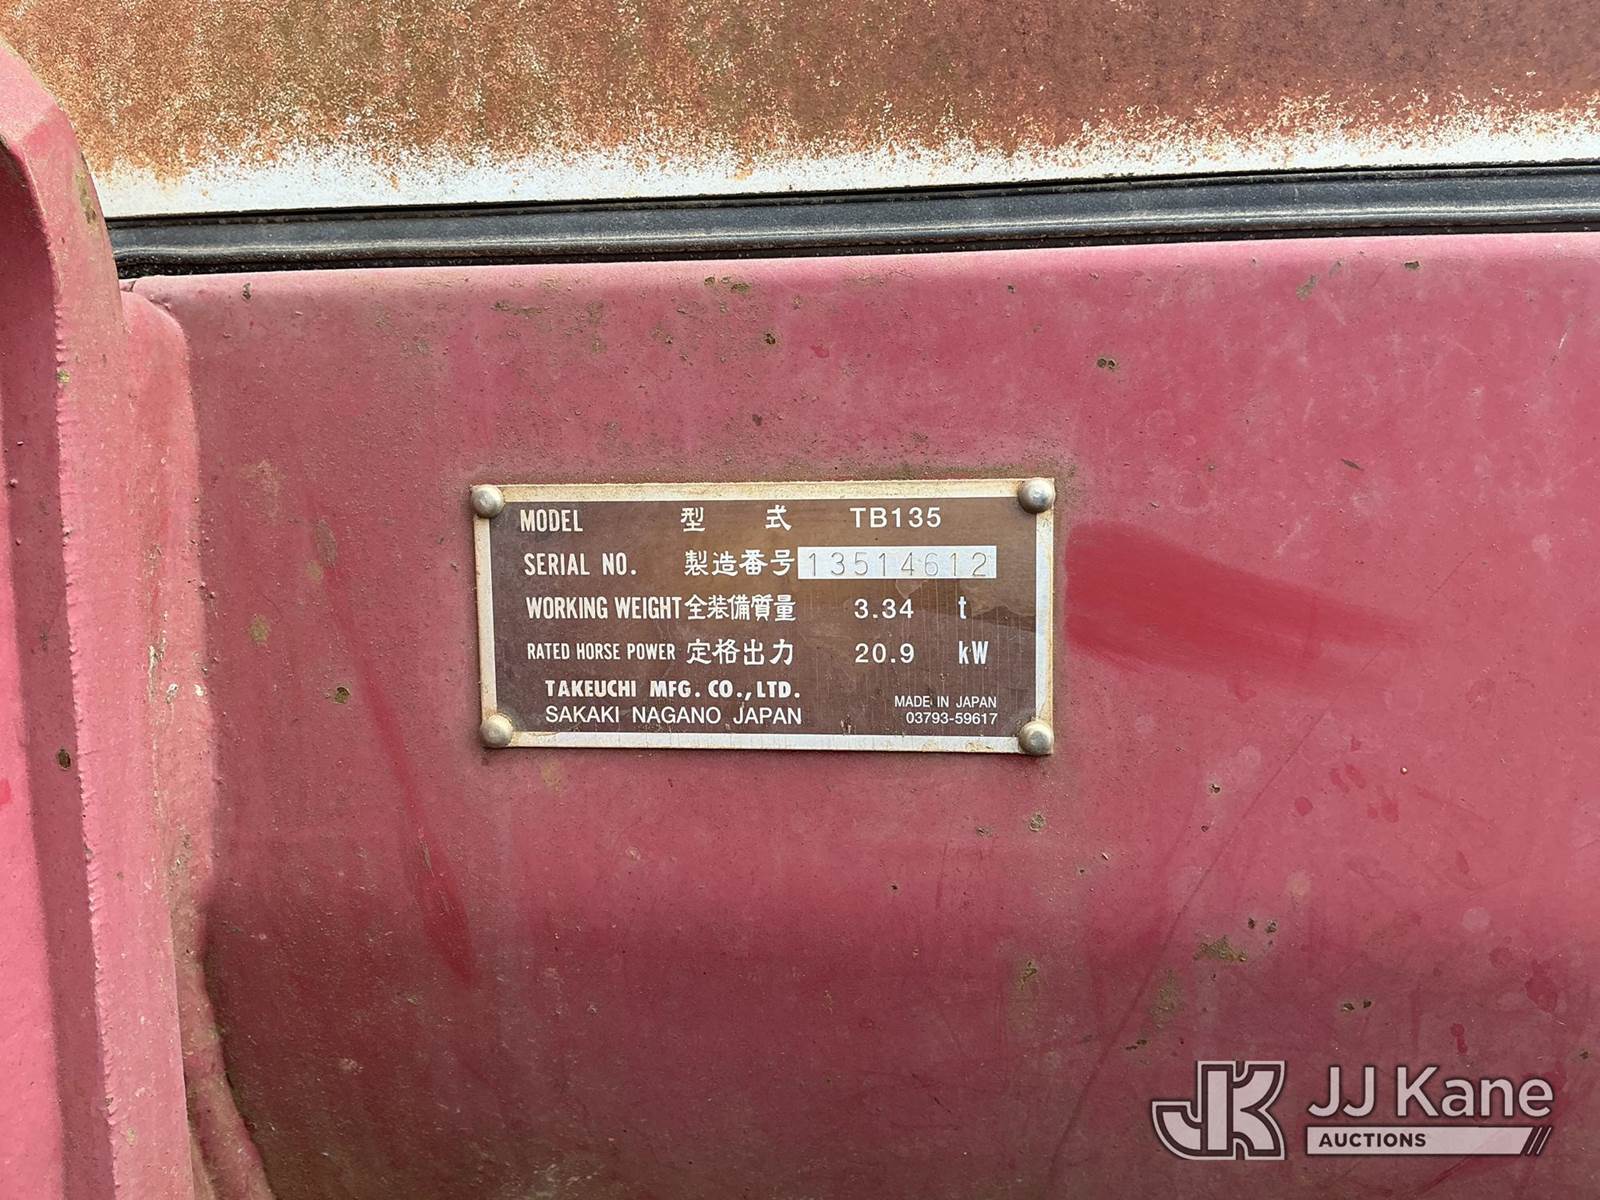 MODEL 型 式 TB135
SERIAL NO. 製造番号 13514612
WORKING WEIGHT 全装備質量 3.34 t
RATED HORSE POWER 定格出力 20.9 kW
TAKEUCHI MFG. CO., LTD.
SAKAKI NAGANO JAPAN
MADE IN JAPAN
03793-59617
JK
JJ Kane
AUCTIONS